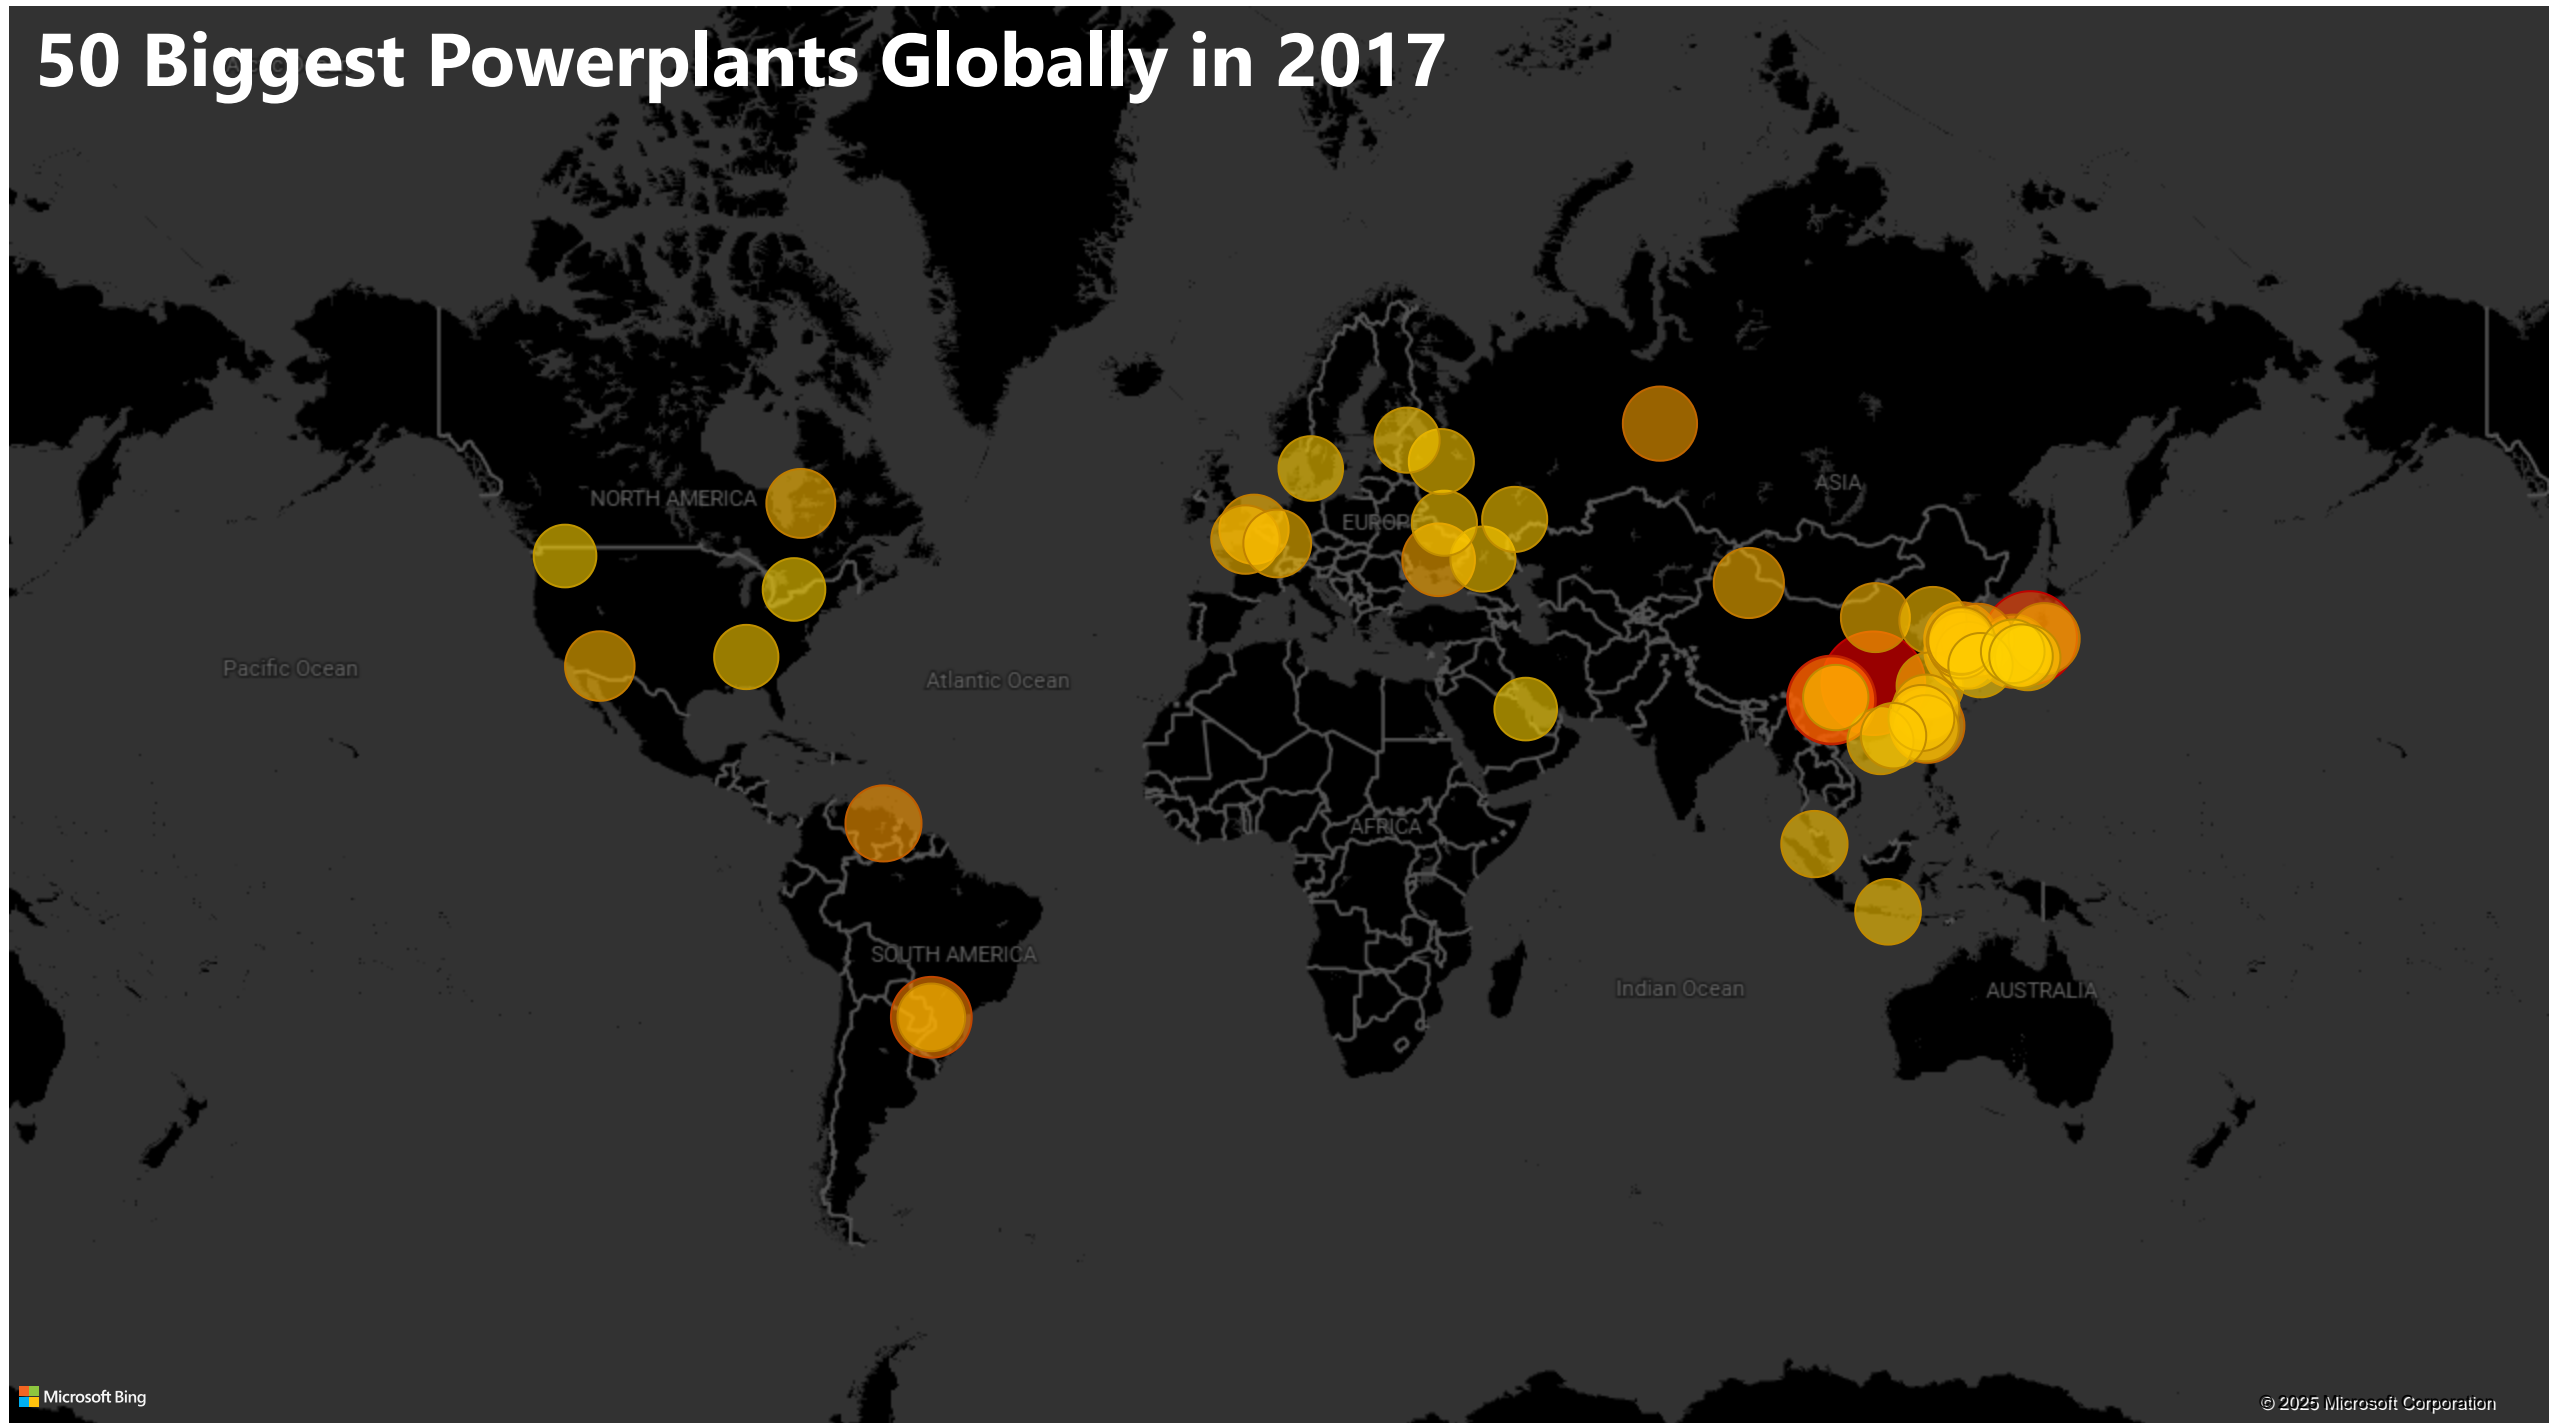 50 Biggest Powerplants Globally in 2017
NORTH AMERICA
ASIA
EUROPE
Pacific Ocean
Atlantic Ocean
AFRICA
SOUTH AMERICA
Indian Ocean
AUSTRALIA
Microsoft Bing
© 2025 Microsoft Corporation